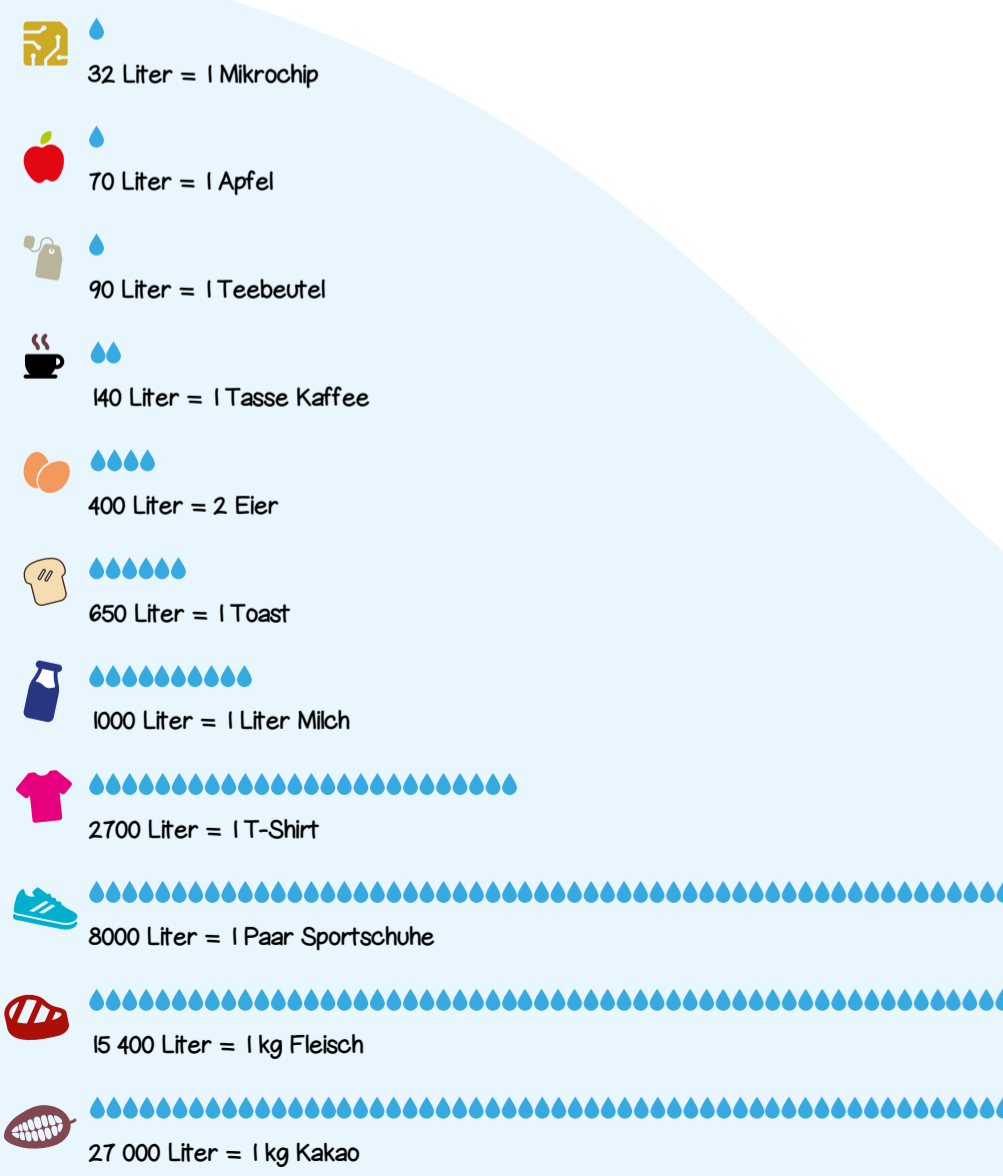 32 Liter = 1 Mikrochip
70 Liter = 1 Apfel
90 Liter = 1 Teebeutel
140 Liter = 1 Tasse Kaffee
400 Liter = 2 Eier
650 Liter = 1 Toast
1000 Liter = 1 Liter Milch
2700 Liter = 1 T-Shirt
8000 Liter = 1 Paar Sportschuhe
15 400 Liter = 1 kg Fleisch
27 000 Liter = 1 kg Kakao